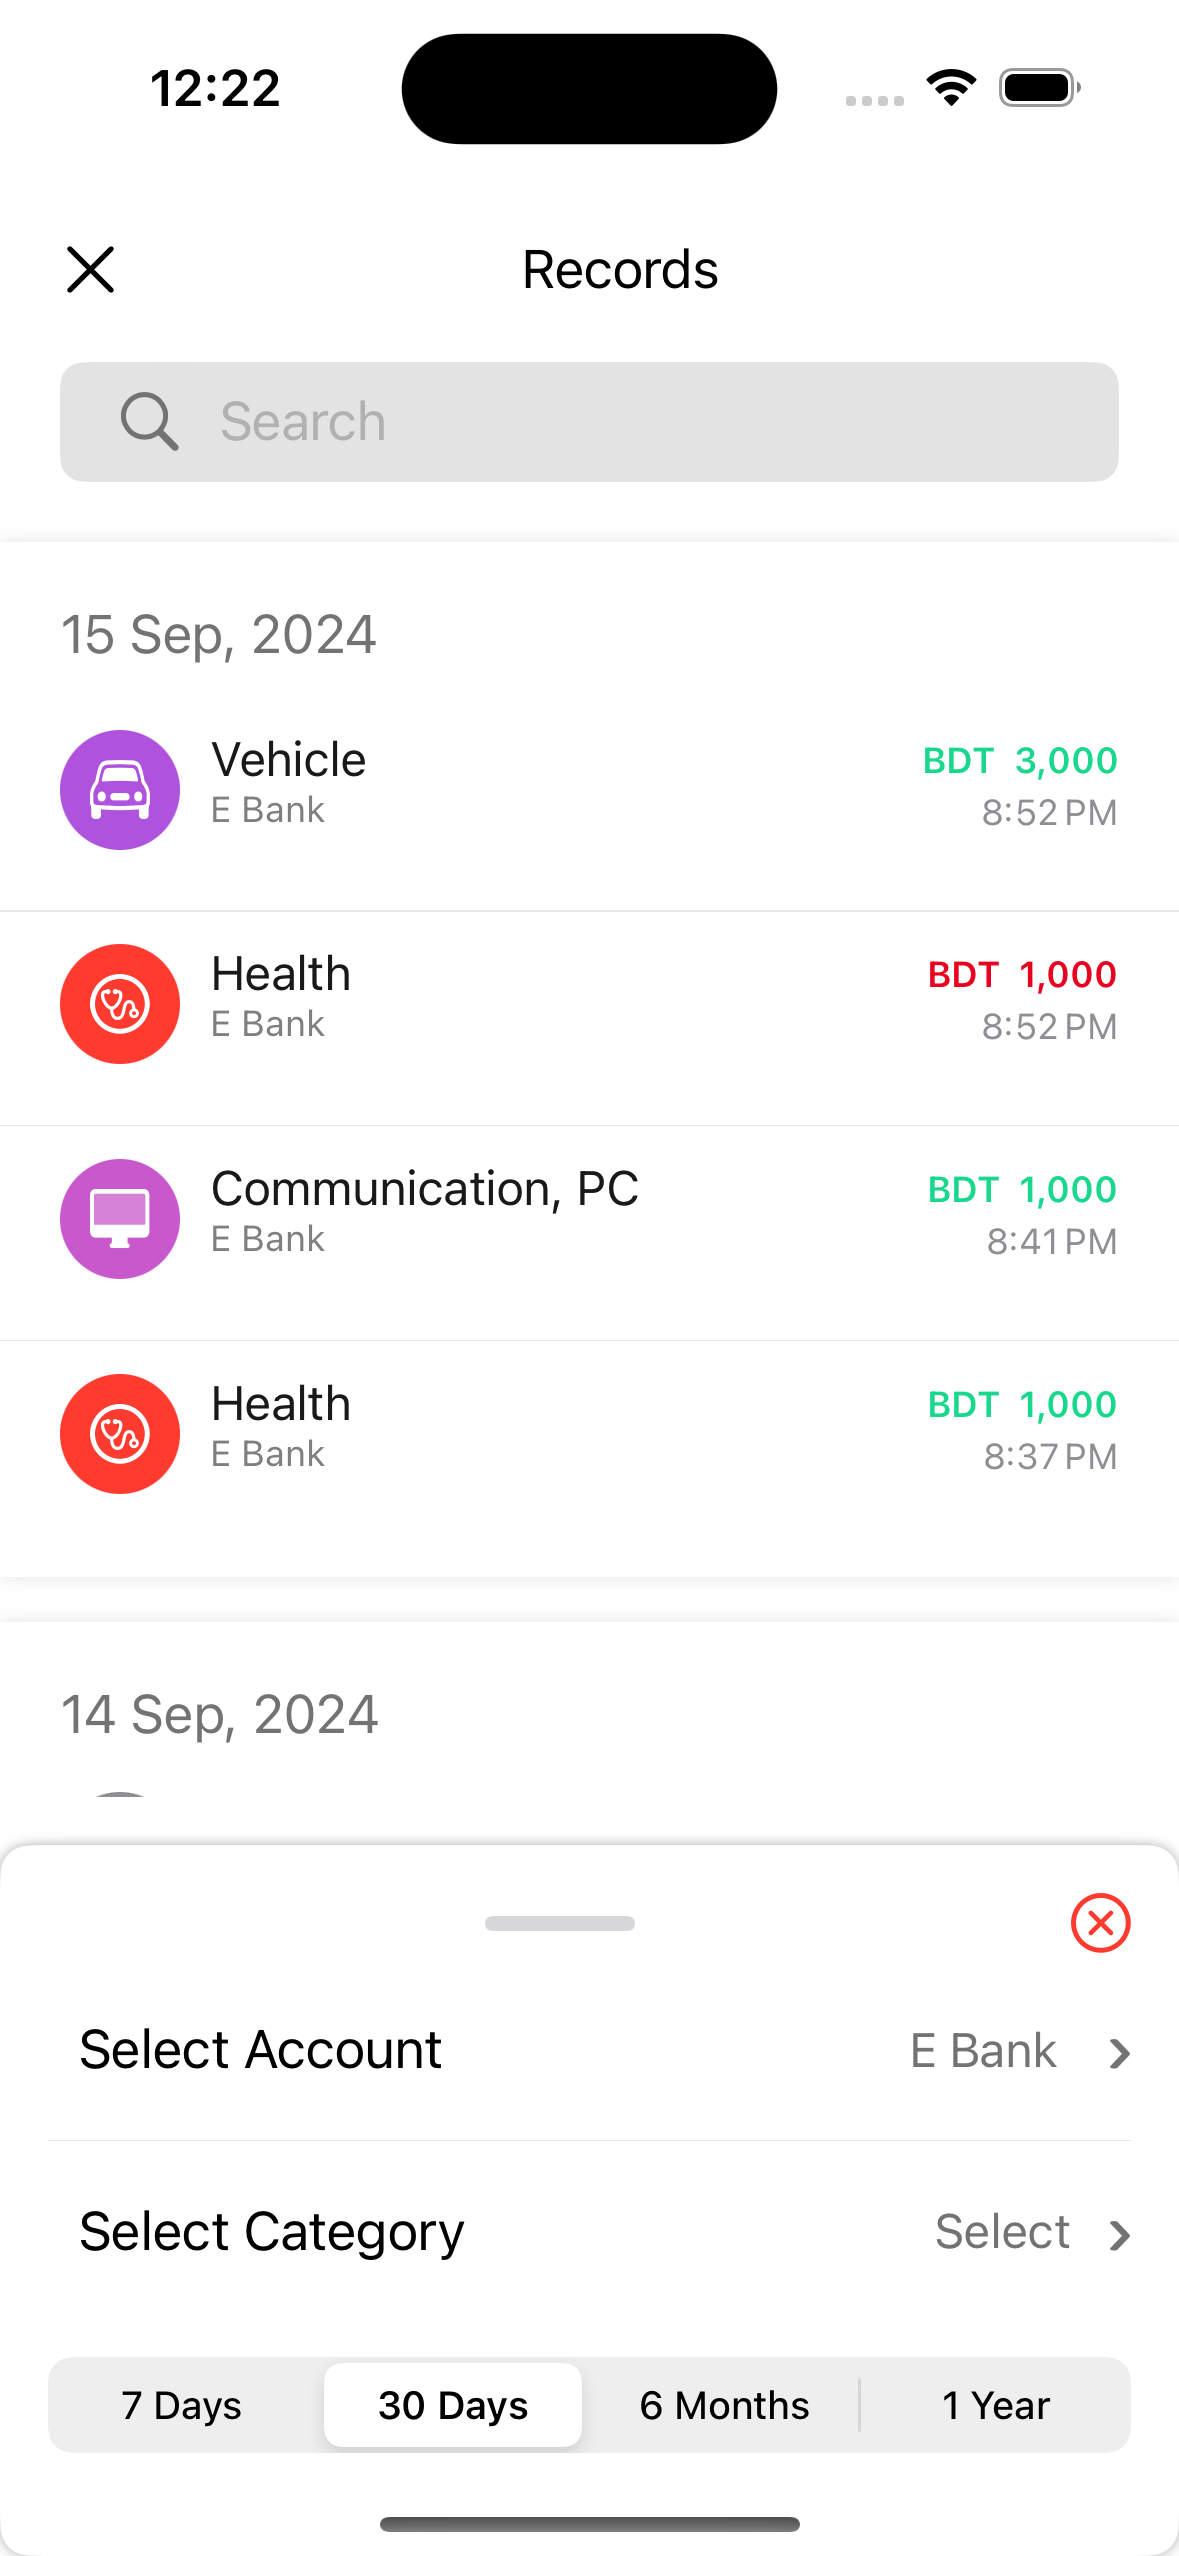 12:22
Records
Search
15 Sep, 2024
Vehicle
BDT 3,000
E Bank
8:52 PM
Health
BDT 1,000
E Bank
8:52 PM
Communication, PC
BDT 1,000
E Bank
8:41 PM
Health
BDT 1,000
E Bank
8:37 PM
14 Sep, 2024
Select Account
E Bank
Select Category
Select
7 Days
30 Days
6 Months
1 Year